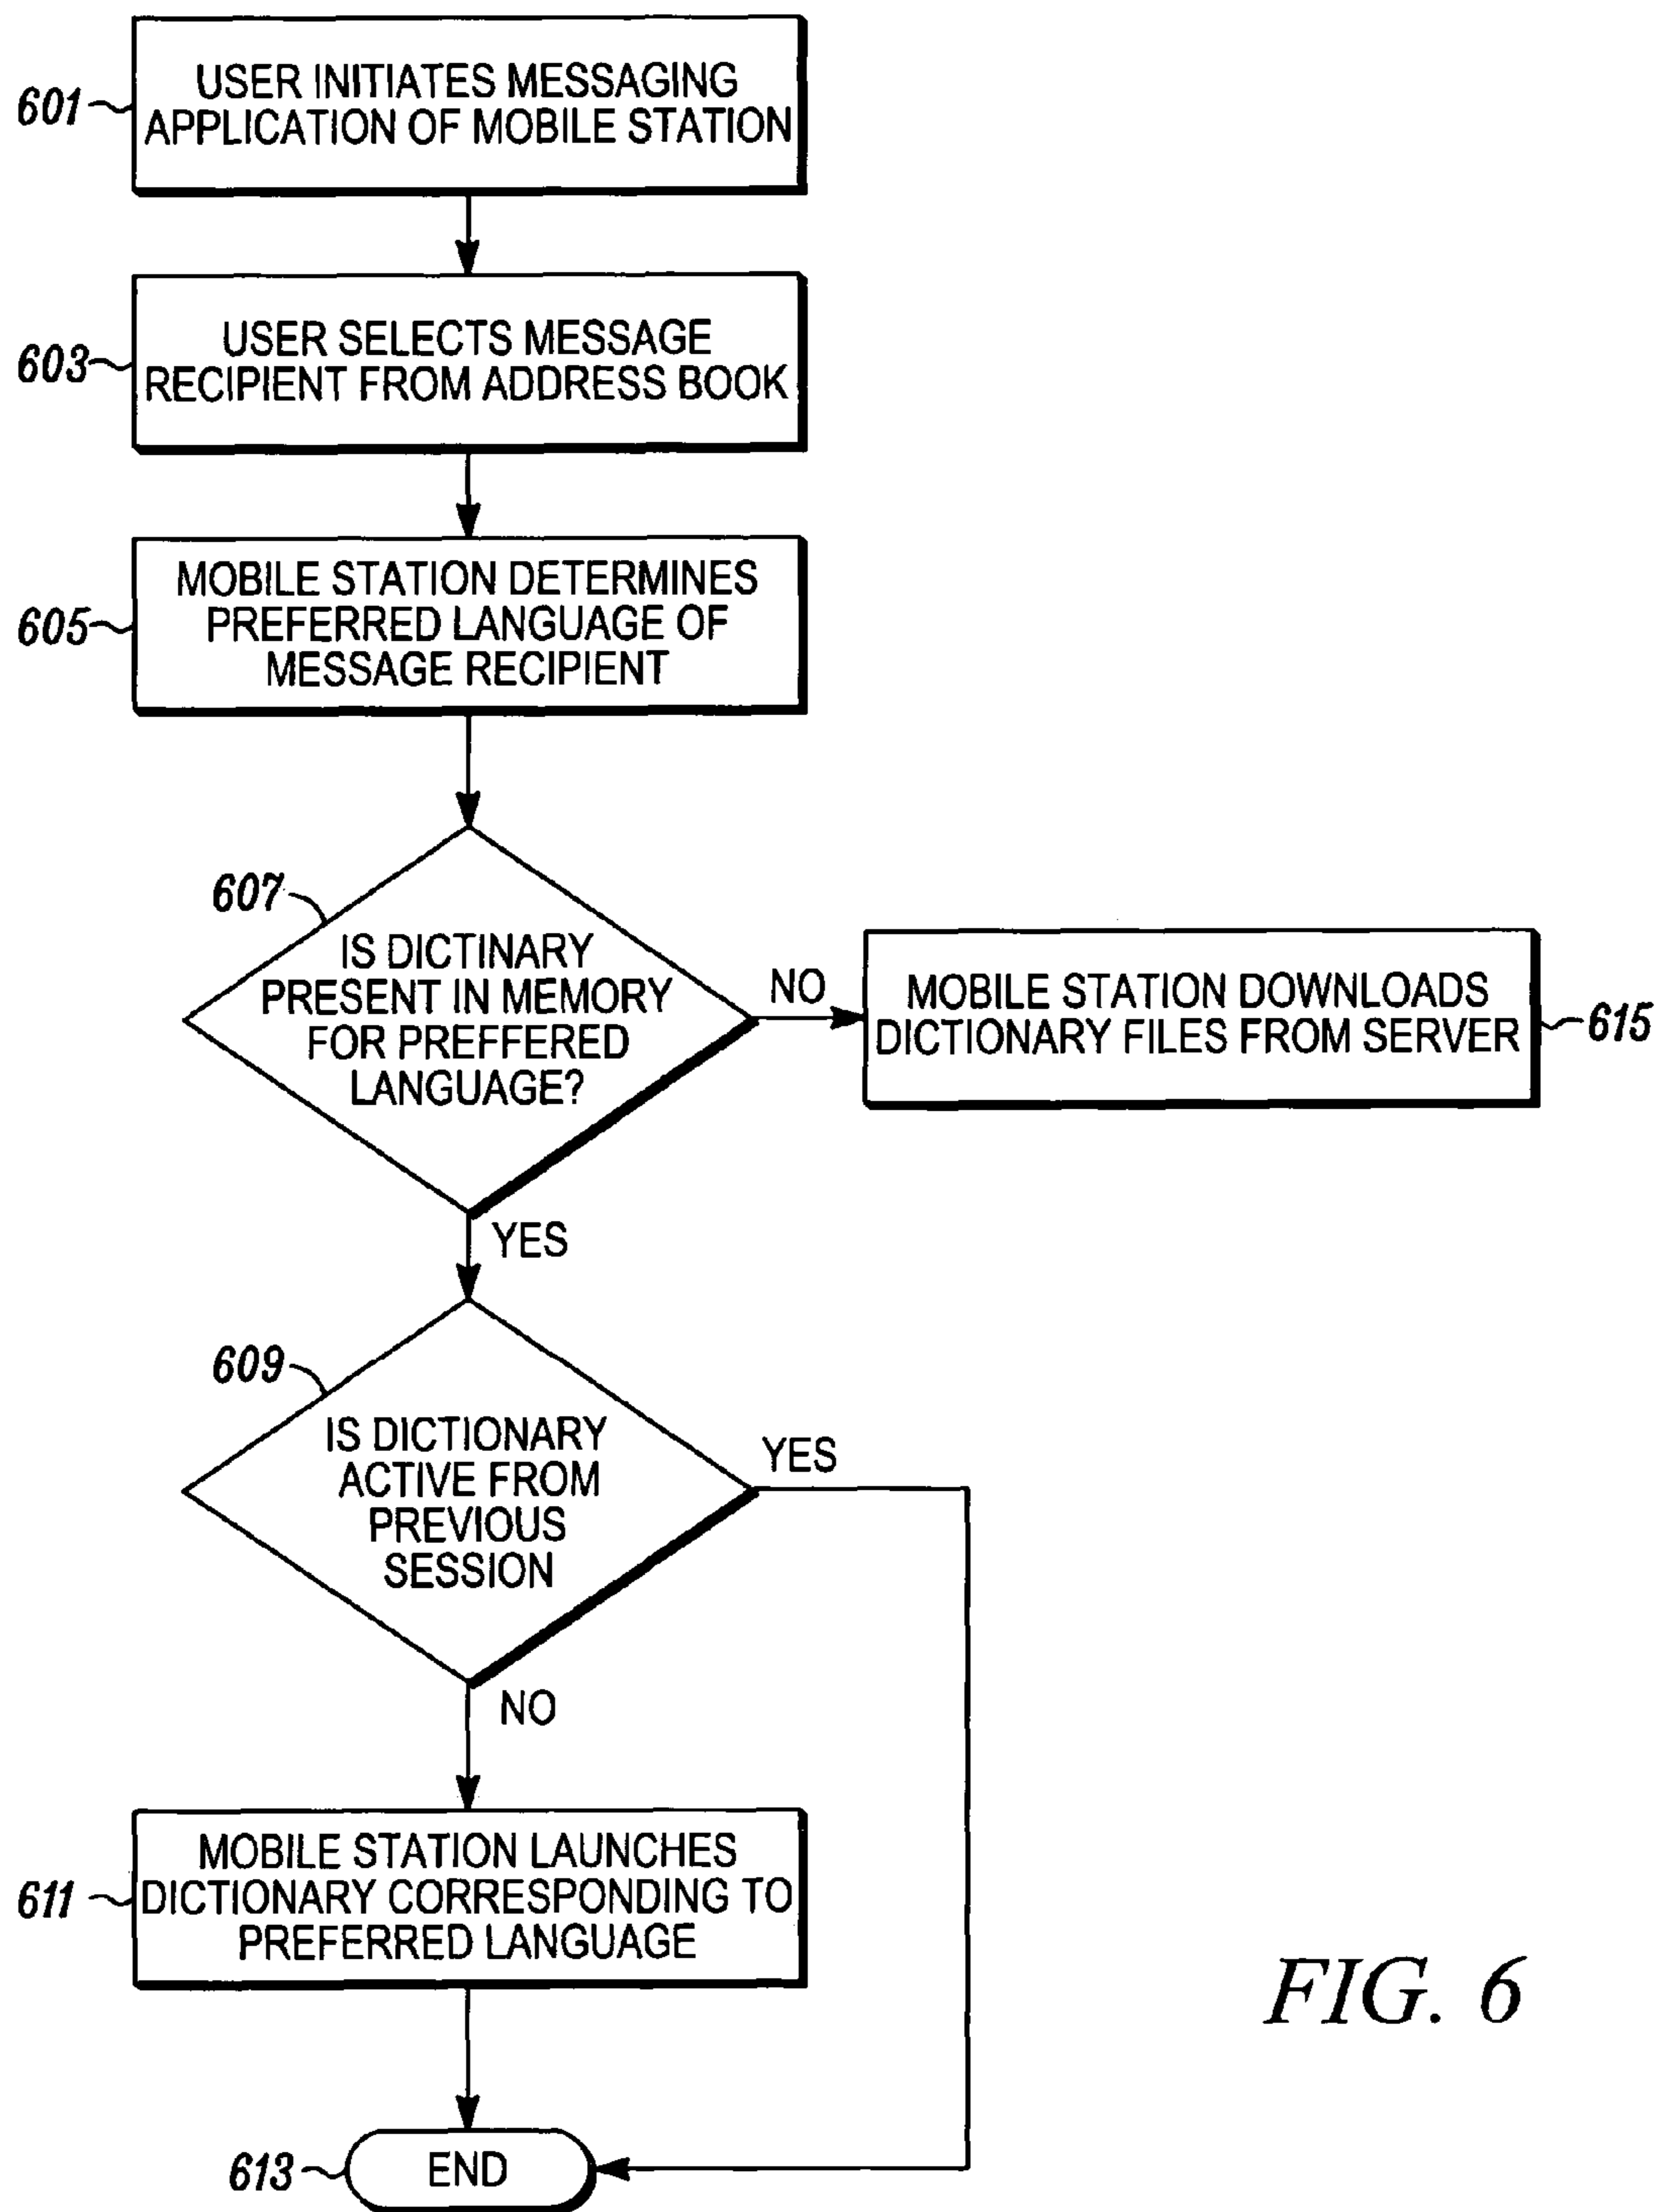 601
USER INITIATES MESSAGING
APPLICATION OF MOBILE STATION
603
USER SELECTS MESSAGE
RECIPIENT FROM ADDRESS BOOK
605
MOBILE STATION DETERMINES
PREFERRED LANGUAGE OF
MESSAGE RECIPIENT
607
IS DICTINARY
PRESENT IN MEMORY
FOR PREFFERED
LANGUAGE?
NO
MOBILE STATION DOWNLOADS
DICTIONARY FILES FROM SERVER
615
YES
609
IS DICTIONARY
ACTIVE FROM
PREVIOUS
SESSION
YES
NO
611
MOBILE STATION LAUNCHES
DICTIONARY CORRESPONDING TO
PREFERRED LANGUAGE
613
END
FIG. 6